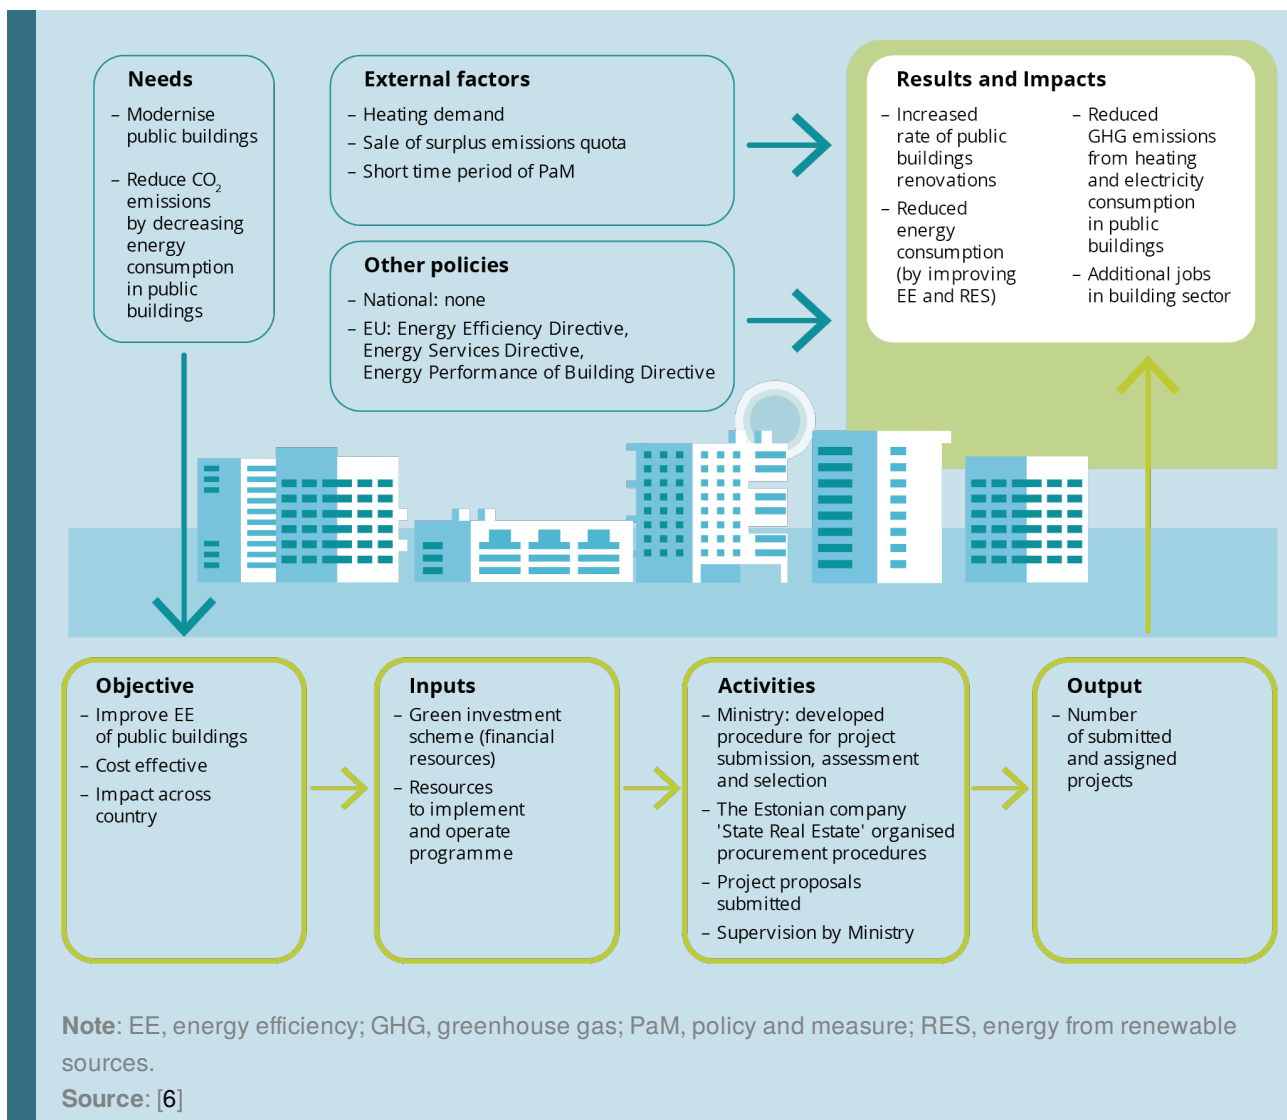 Needs
– Modernise
public buildings
– Reduce CO₂
emissions
by decreasing
energy
consumption
in public
buildings
External factors
– Heating demand
– Sale of surplus emissions quota
– Short time period of PaM
Other policies
– National: none
– EU: Energy Efficiency Directive,
Energy Services Directive,
Energy Performance of Building Directive
Results and Impacts
– Increased
rate of public
buildings
renovations
– Reduced
energy
consumption
(by improving
EE and RES)
– Reduced
GHG emissions
from heating
and electricity
consumption
in public
buildings
– Additional jobs
in building sector
Objective
– Improve EE
of public buildings
– Cost effective
– Impact across
country
Inputs
– Green investment
scheme (financial
resources)
– Resources
to implement
and operate
programme
Activities
– Ministry: developed
procedure for project
submission, assessment
and selection
– The Estonian company
'State Real Estate' organised
procurement procedures
– Project proposals
submitted
– Supervision by Ministry
Output
– Number
of submitted
and assigned
projects
Note: EE, energy efficiency; GHG, greenhouse gas; PaM, policy and measure; RES, energy from renewable
sources.
Source: [6]